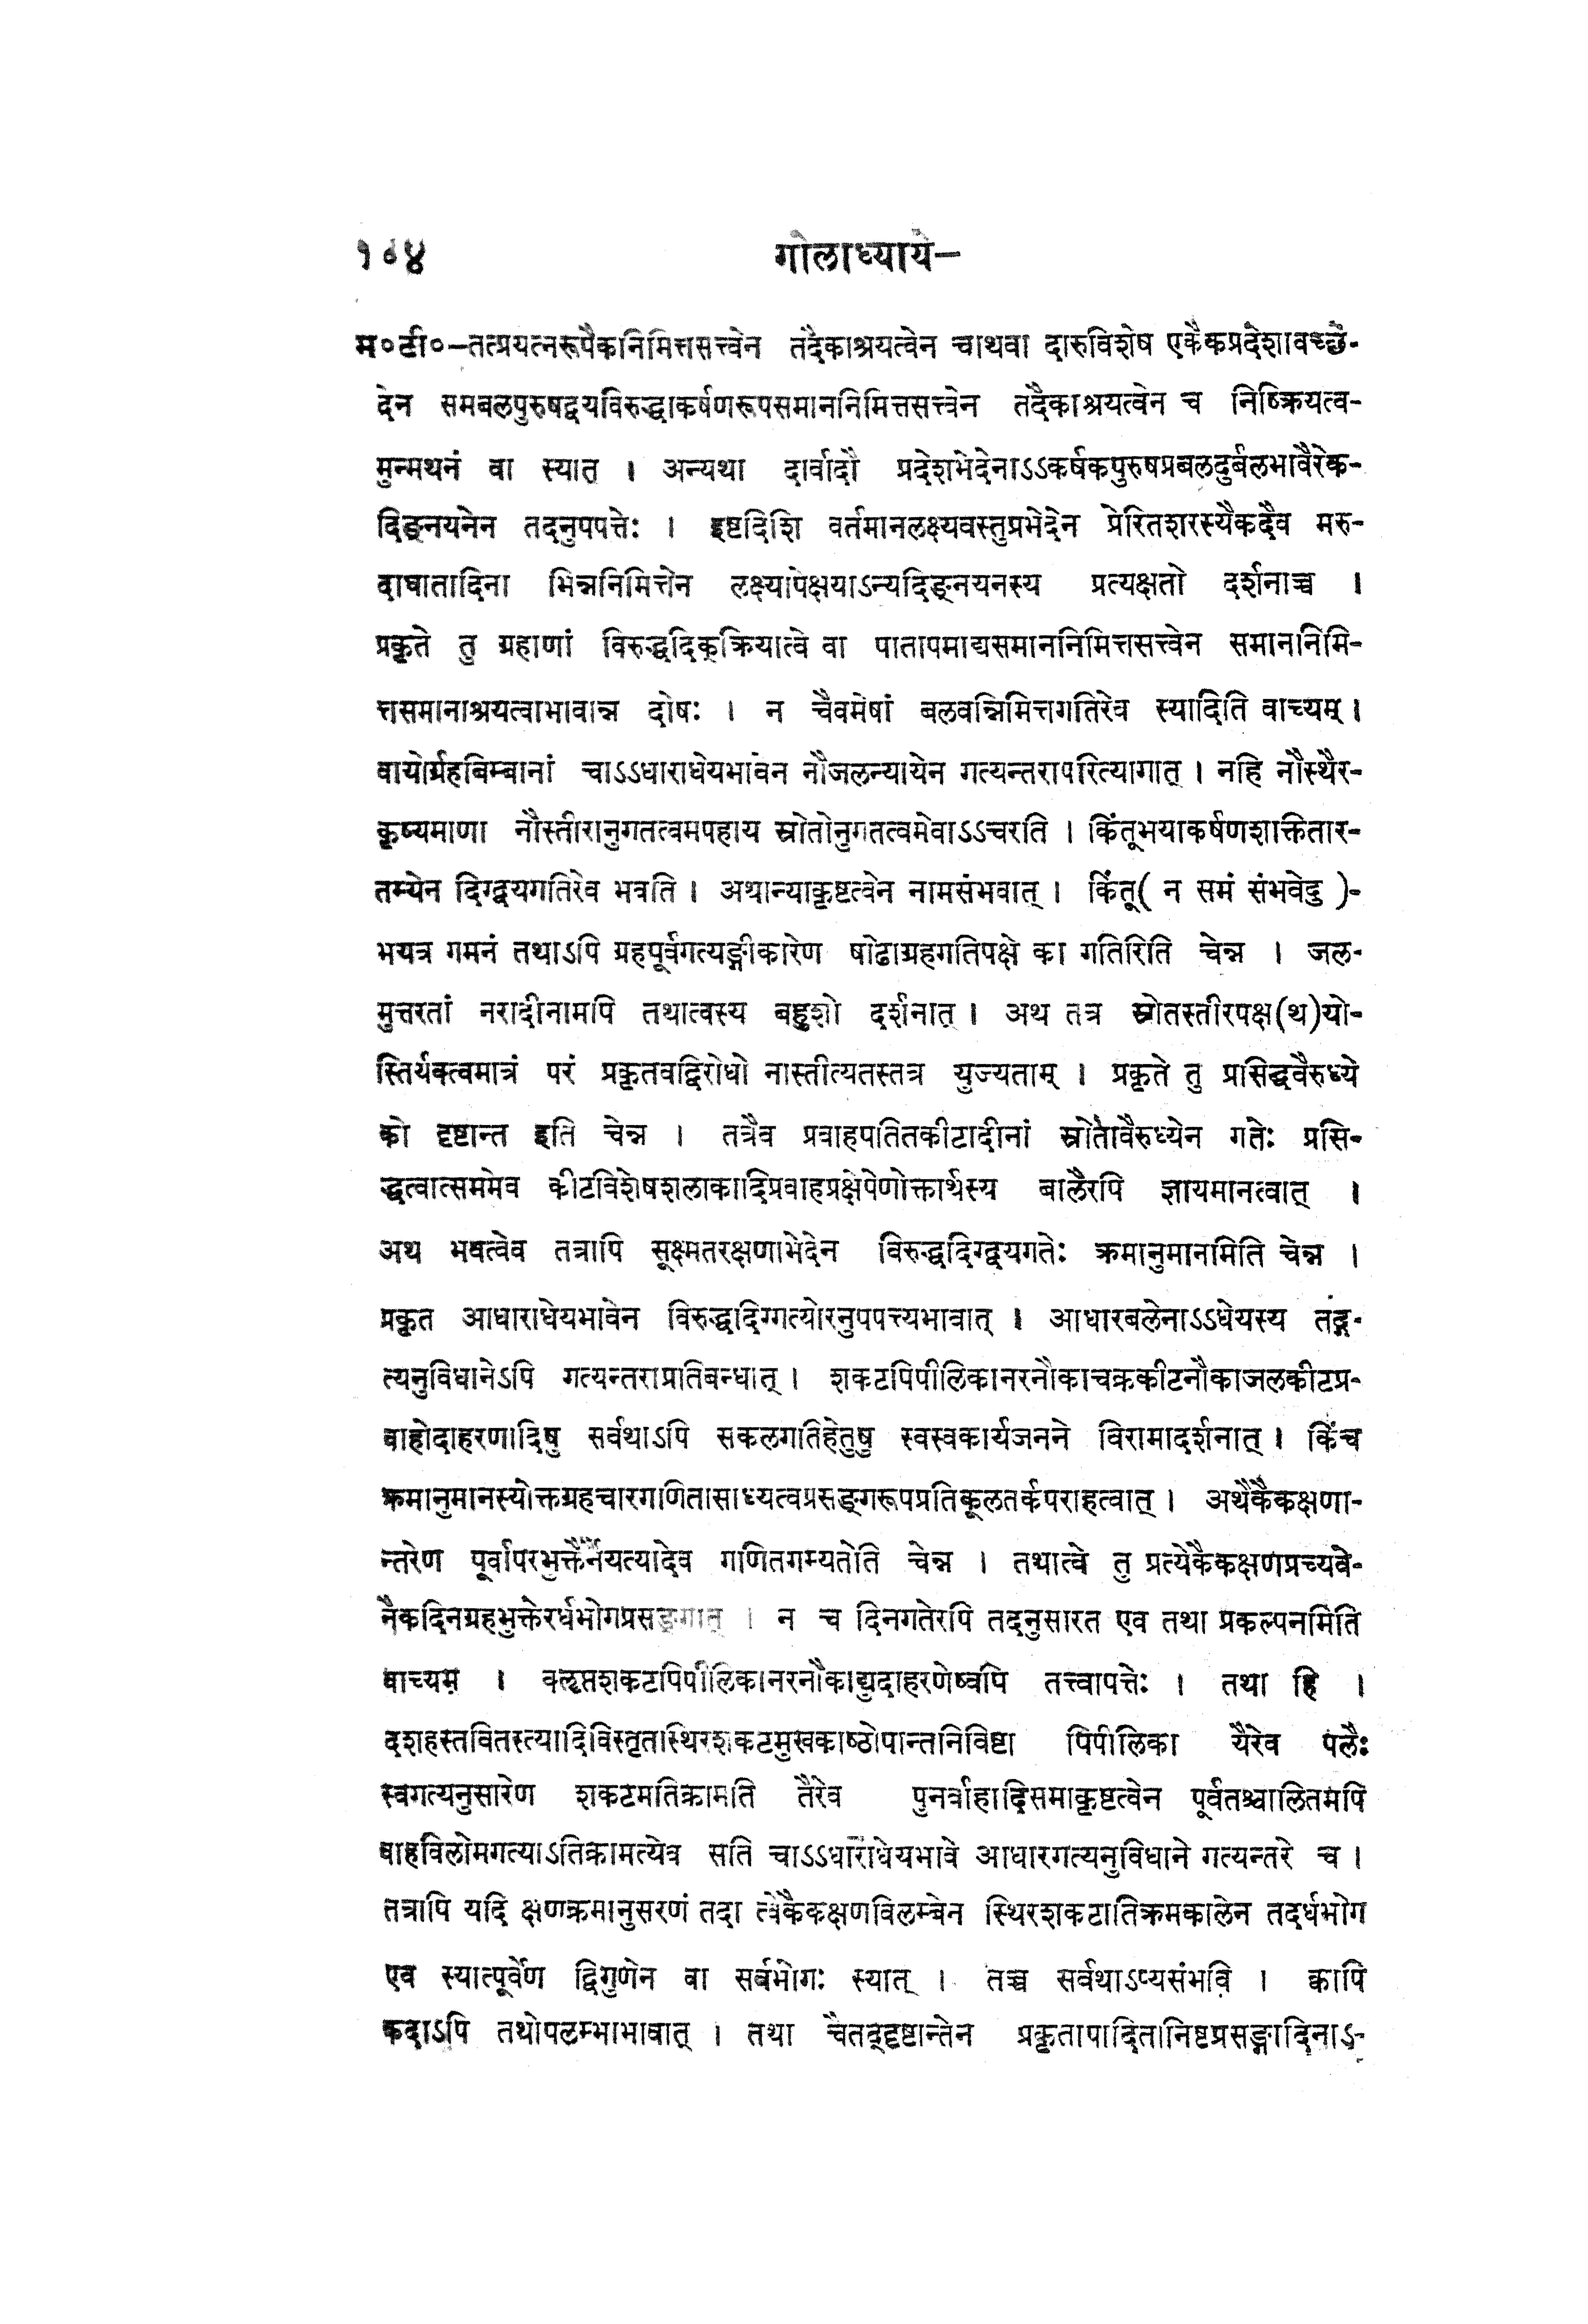 १०४ गोलाध्याये–
म०टी०–तत्प्रयत्नरूपैकनिमित्तसत्त्वेन तदैकाश्रयत्वेन चाथवा दारुविशेष एकैकप्रदेशावच्छे-
देन समबलपुरुषद्वयविरुद्धाकर्षणरूपसमाननिमित्तसत्त्वेन तदैकाश्रयत्वेन च निष्क्रियत्व-
मुन्मथनं वा स्यात् । अन्यथा दार्वादौ प्रदेशभेदेनाऽऽकर्षकपुरुषप्रबलदुर्बलभावैरेक-
दिङ्नयनेन तदनुपपत्तेः । इष्टदिशि वर्तमानलक्ष्यवस्तुप्रभेदेन प्रेरितशरस्यैकदैव मरु-
दाघातादिना भिन्ननिमित्तेन लक्ष्यापेक्षयाऽन्यदिङ्नयनस्य प्रत्यक्षतो दर्शनाच्च ।
प्रकृते तु ग्रहाणां विरुद्धदिक्क्रियात्वे वा पातापमाद्यसमाननिमित्तसत्त्वेन समाननिमि-
त्तसमानाश्रयत्वाभावान्न दोषः । न चैवमेषां बलवन्निमित्तगतिरेव स्यादिति वाच्यम् ।
वायोर्ग्रहबिम्बानां चाऽऽधाराधेयभावेन नौजलन्यायेन गत्यन्तरापरित्यागात् । नहि नौस्थैर-
कृष्यमाणा नौस्तीरानुगतत्वमपहाय स्रोतोनुगतत्वमेवाऽऽचरति । किंतूभयाकर्षणशक्तितार-
तम्येन दिग्द्वयगतिरेव भवति । अथान्याकृष्टत्वेन नामसंभवात् । किंतू( न समं संभवेदु )-
भयत्र गमनं तथाऽपि ग्रहपूर्वगत्यङ्गीकारेण षोढाग्रहगतिपक्षे का गतिरिति चेन्न । जल-
मुत्तरतां नरादीनामपि तथात्वस्य बहुशो दर्शनात् । अथ तत्र स्रोतस्तीरपक्ष(थ)यो-
स्तिर्यक्त्वमात्रं परं प्रकृतवद्विरोधो नास्तीत्यतस्तत्र युज्यताम् । प्रकृते तु प्रसिद्धवैरुध्ये
को दृष्टान्त इति चेन्न । तत्रैव प्रवाहपतितकीटादीनां स्रोतोवैरुध्येन गतेः प्रसि-
द्धत्वात्सममेव कीटविशेषशलाकादिप्रवाहप्रक्षेपेणोक्तार्थस्य बालैरपि ज्ञायमानत्वात् ।
अथ भवत्वेव तत्रापि सूक्ष्मतरक्षणाभेदेन विरुद्धदिग्द्वयगतेः क्रमानुमानमिति चेन्न ।
प्रकृत आधाराधेयभावेन विरुद्धदिग्गत्योरनुपपत्त्यभावात् । आधारबलेनाऽऽधेयस्य तद्ग-
त्यनुविधानेऽपि गत्यन्तराप्रतिबन्धात् । शकटपिपीलिकानरनौकाचक्रकीटनौकाजलकीटप्र-
वाहोदाहरणादिषु सर्वथाऽपि सकलगतिहेतुषु स्वस्वकार्यजनने विरामादर्शनात् । किंच
क्रमानुमानस्योक्तग्रहचारगणितासाध्यत्वप्रसङ्गरूपप्रतिकूलतर्कपराहत्वात् । अथैकैकक्षणा-
न्तरेण पूर्वापरभुक्तेर्नैयत्यादेव गणितगम्यतेति चेन्न । तथात्वे तु प्रत्येकैकक्षणप्रच्यवे-
नैकदिनग्रहभुक्तेरर्धभोगप्रसङ्गात् । न च दिनगतेरपि तदनुसारत एव तथा प्रकल्पनमिति
वाच्यम् । क्लृप्तशकटपिपीलिकानरनौकाद्युदाहरणेष्वपि तत्त्वापत्तेः । तथा हि ।
दशहस्तवितस्त्यादिविस्तृतस्थिरशकटमुखकाष्ठोपान्तनिविष्टा पिपीलिका यैरेव पलैः
स्वगत्यनुसारेण शकटमतिक्रामति तैरेव पुनर्वाहादिसमाकृष्टत्वेन पूर्वतश्चालितमपि
वाहविलोमगत्याऽतिक्रामत्येव सति चाऽऽधाराधेयभावे आधारगत्यनुविधाने गत्यन्तरे च ।
तत्रापि यदि क्षणक्रमानुसरणं तदा त्वेकैकक्षणविलम्बेन स्थिरशकटातिक्रमकालेन तदर्धभोग
एव स्यात्पूर्वेण द्विगुणेन वा सर्वभोगः स्यात् । तच्च सर्वथाऽप्यसंभवि । क्वापि
कदाऽपि तथोपलम्भाभावात् । तथा चैतद्दृष्टान्तेन प्रकृतापादितानिष्टप्रसङ्गादिनाऽ-